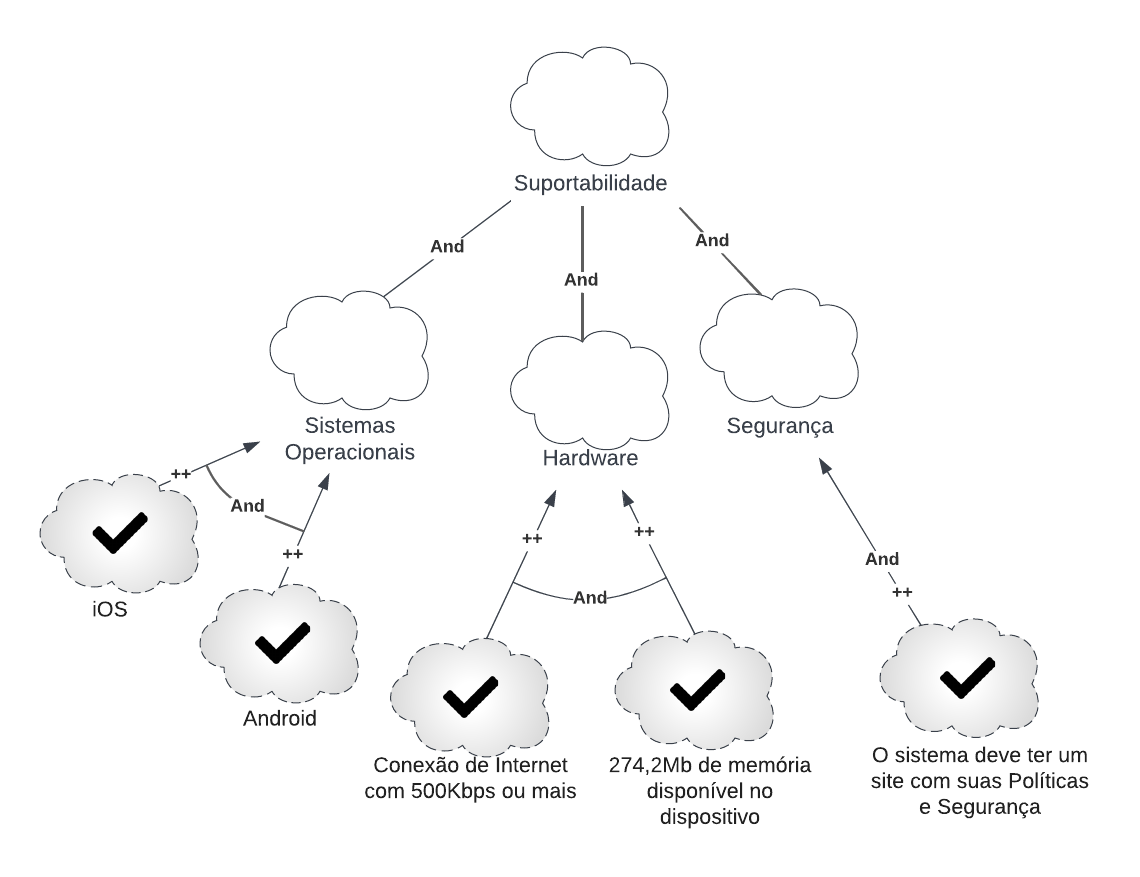 Suportabilidade
And
And
And
Sistemas
Operacionais
Hardware
Segurança
++
And
++
iOS
Android
++
++
And
Conexão de Internet
com 500Kbps ou mais
274,2Mb de memória
disponível no
dispositivo
And
++
O sistema deve ter um
site com suas Políticas
e Segurança